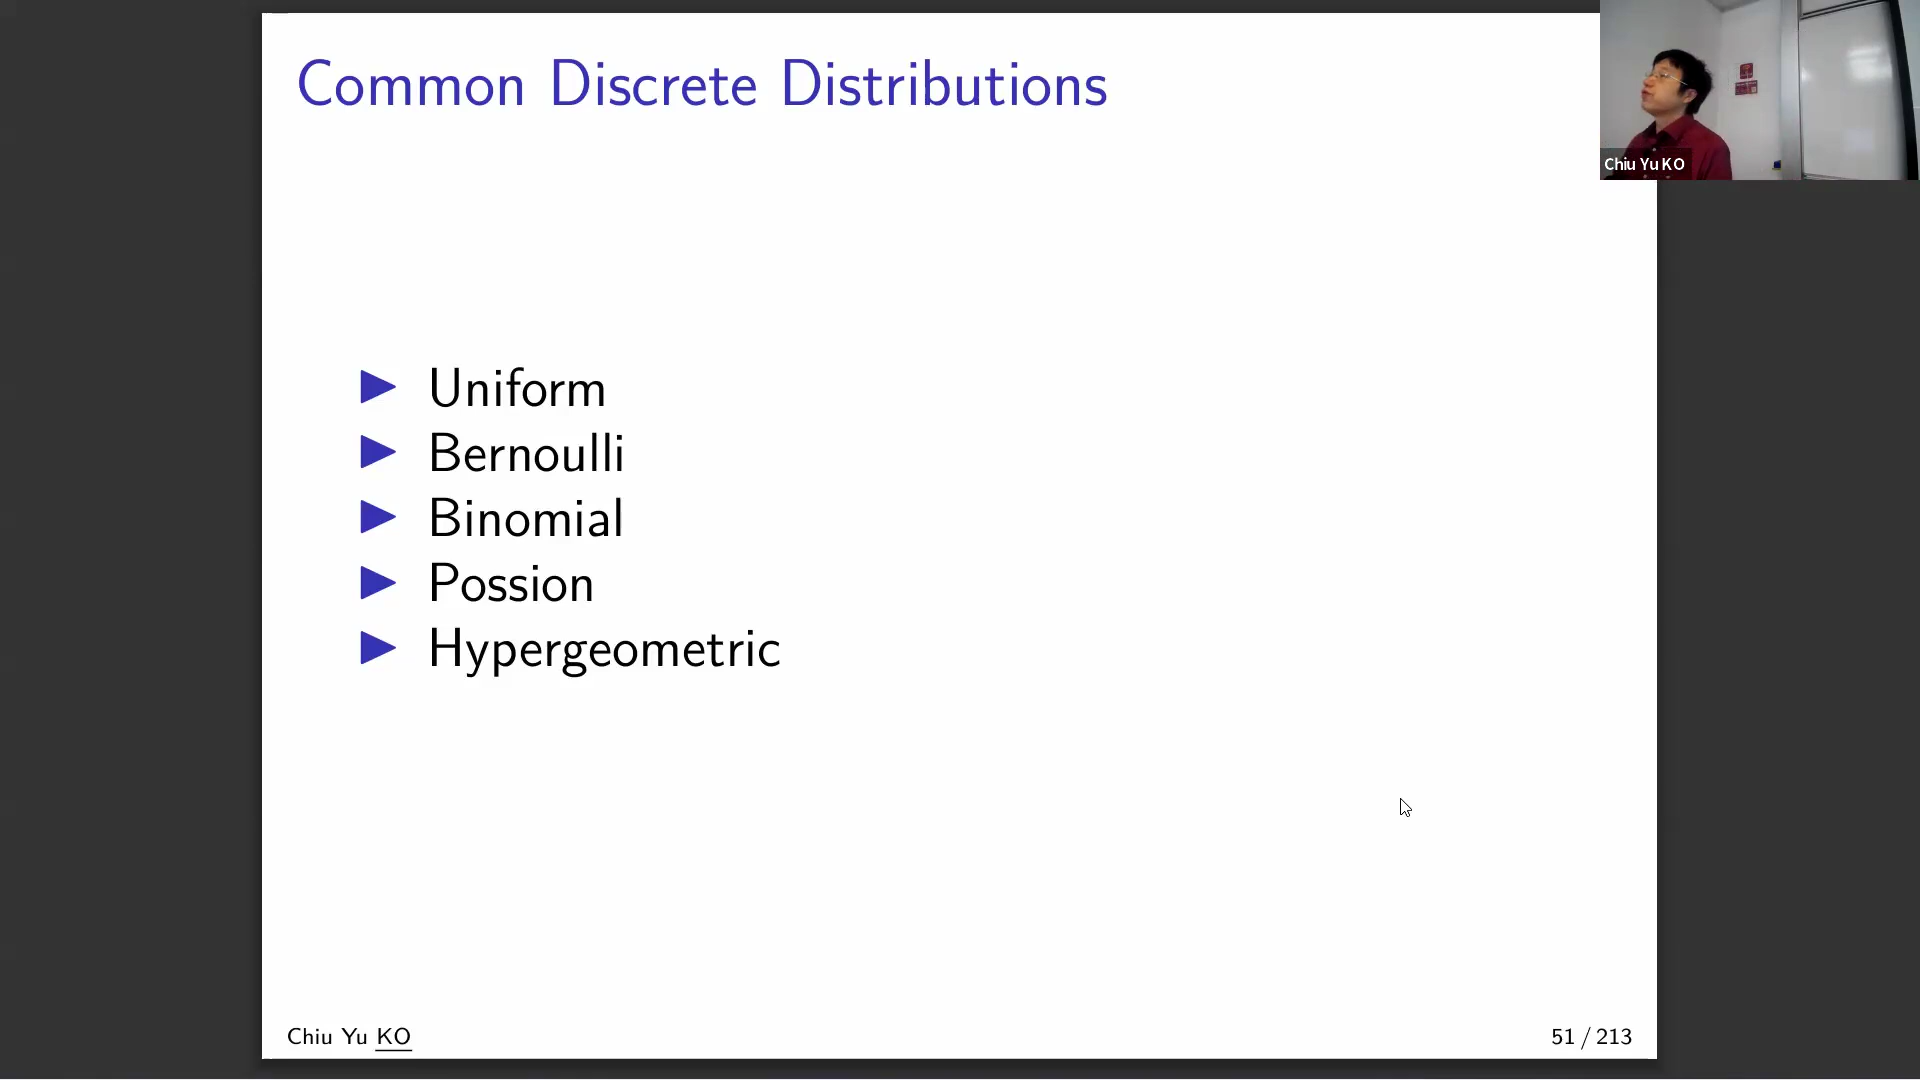 Common Discrete Distributions
Chiu Yu KO
▶ Uniform
▶ Bernoulli
▶ Binomial
▶ Possion
▶ Hypergeometric
Chiu Yu KO
51 / 213